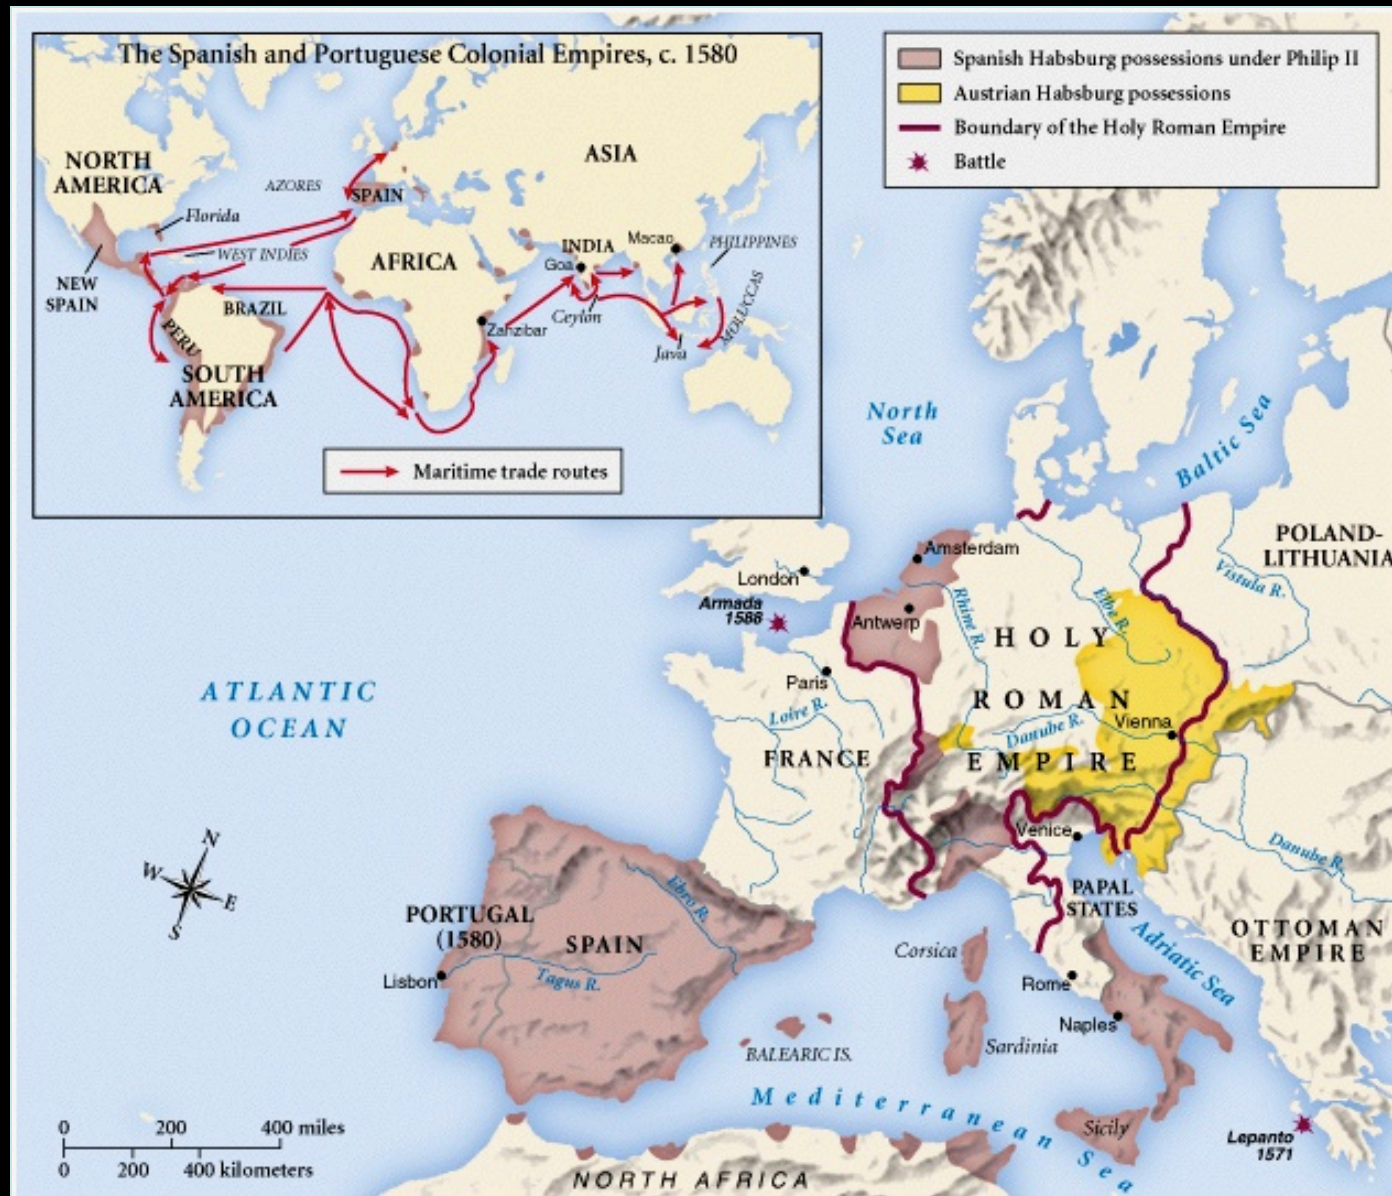 The Spanish and Portuguese Colonial Empires, c. 1580
NORTH
AMERICA
AZORES
SPAIN
ASIA
Florida
WEST INDIES
AFRICA
INDIA
Goa
Macao
PHILIPPINES
NEW
SPAIN
BRAZIL
PERU
Zanzibar
Ceylon
MOLUCCAS
Java
SOUTH
AMERICA
Maritime trade routes
Spanish Habsburg possessions under Philip II
Austrian Habsburg possessions
Boundary of the Holy Roman Empire
Battle
North
Sea
Baltic Sea
POLAND-
LITHUANIA
Vistula R.
Amsterdam
London
Armada
1588
Antwerp
Rhine R.
Elbe R.
HOLY
ROMAN
EMPIRE
Paris
Loire R.
Danube R.
Vienna
FRANCE
ATLANTIC
OCEAN
Venice
Danube R.
N
W
E
S
PORTUGAL
(1580)
SPAIN
Ebro R.
Lisbon
Tagus R.
PAPAL
STATES
Adriatic Sea
OTTOMAN
EMPIRE
Corsica
Rome
Naples
Sardinia
BALEARIC IS.
Mediterranean Sea
Sicily
Lepanto
1571
NORTH AFRICA
0 200 400 miles
0 200 400 kilometers